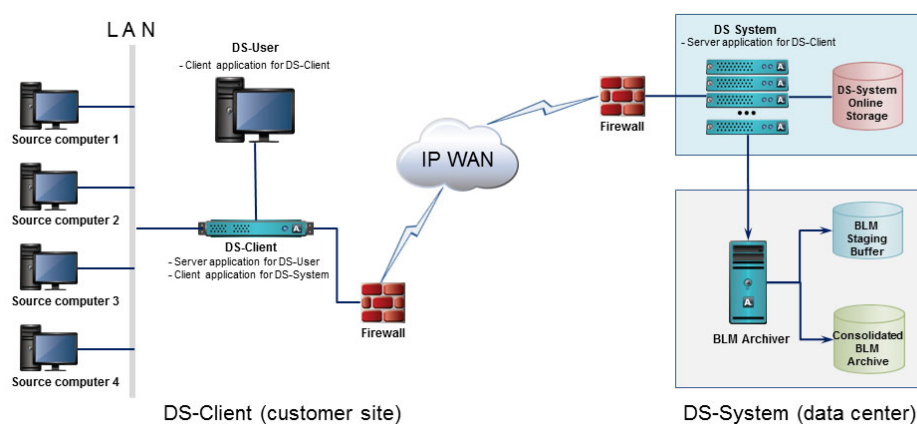 LAN
DS-User
- Client application for DS-Client
Source computer 1
Source computer 2
Source computer 3
Source computer 4
DS-Client
- Server application for DS-User
- Client application for DS-System
Firewall
IP WAN
Firewall
DS System
- Server application for DS-Client
A
A
A
A
DS-System
Online
Storage
A
A
BLM Archiver
BLM
Staging
Buffer
Consolidated
BLM
Archive
DS-Client (customer site)
DS-System (data center)